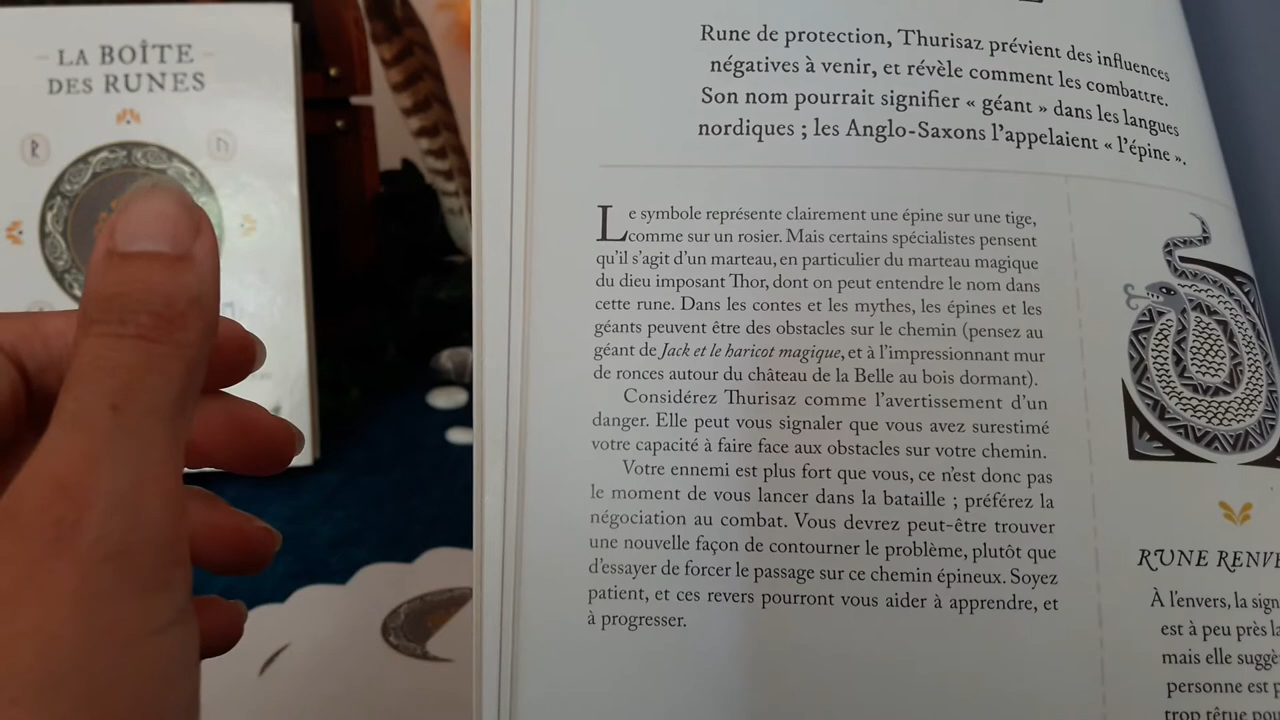 LA BOÎTE
DES RUNES
Rune de protection, Thurisaz prévient des influences
négatives à venir, et révèle comment les combattre.
Son nom pourrait signifier « géant » dans les langues
nordiques ; les Anglo-Saxons l'appelaient « l'épine ».
Le symbole représente clairement une épine sur une tige,
comme sur un rosier. Mais certains spécialistes pensent
qu'il s'agit d'un marteau, en particulier du marteau magique
du dieu imposant Thor, dont on peut entendre le nom dans
cette rune. Dans les contes et les mythes, les épines et les
géants peuvent être des obstacles sur le chemin (pensez au
géant de Jack et le haricot magique, et à l'impressionnant mur
de ronces autour du château de la Belle au bois dormant).
Considérez Thurisaz comme l'avertissement d'un
danger. Elle peut vous signaler que vous avez surestimé
votre capacité à faire face aux obstacles sur votre chemin.
Votre ennemi est plus fort que vous, ce n'est donc pas
le moment de vous lancer dans la bataille ; préférez la
négociation au combat. Vous devrez peut-être trouver
une nouvelle façon de contourner le problème, plutôt que
d'essayer de forcer le passage sur ce chemin épineux. Soyez
patient, et ces revers pourront vous aider à apprendre, et
à progresser.
RUNE
À l'envers, la
est à peu près
mais elle
personne est
trop têtue